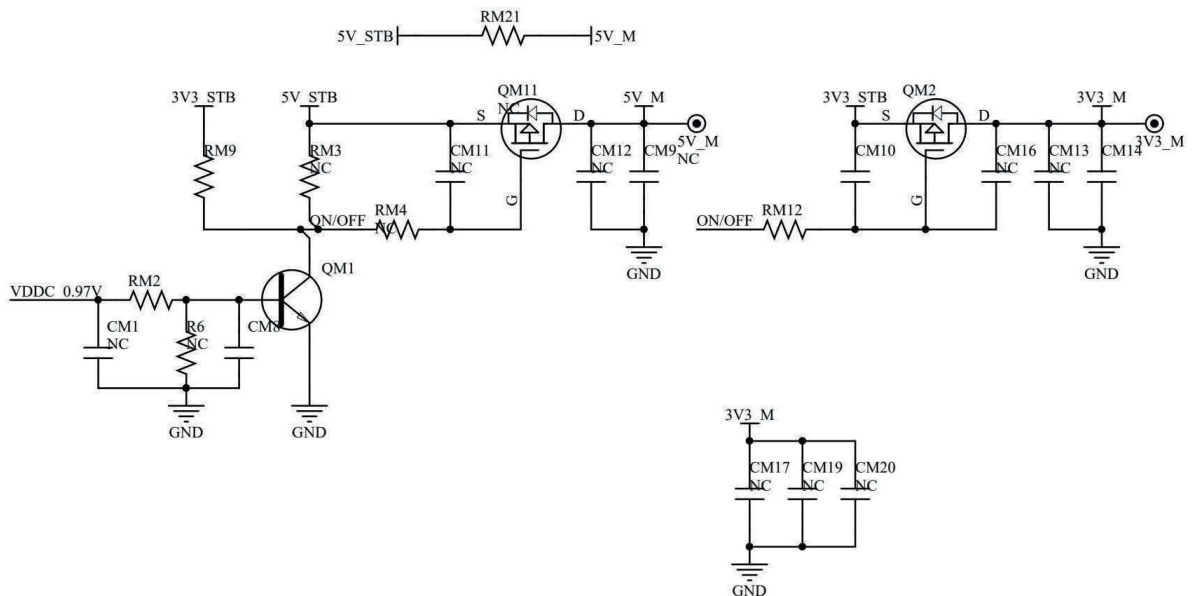 RM21
5V_STB
5V_M
3V3_STB
5V_STB
QM11
NC
5V_M
3V3_STB
QM2
3V3_M
S
D
S
D
5V_M
NC
3V3_M
RM9
RM3
NC
CM11
NC
CM12
NC
CM9
CM10
CM16
NC
CM13
NC
CM14
G
G
ON/OFF
RM4
NC
ON/OFF
RM12
GND
GND
QM1
VDDC_0.97V
RM2
CM1
NC
R6
NC
CM8
GND
GND
3V3_M
CM17
NC
CM19
NC
CM20
NC
GND